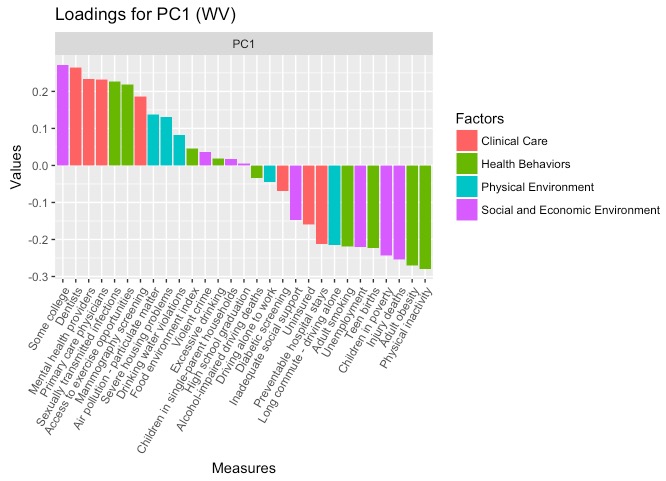 Loadings for PC1 (WV)
PC1
Values
0.2
0.1
0.0
-0.1
-0.2
-0.3
Some college
Dentists
Mental health providers
Primary care physicians
Sexually transmitted infections
Access to exercise opportunities
Mammography screening
Air pollution - particulate matter
Severe housing problems
Drinking water violations
Food environment index
Violent crime
Excessive drinking
Children in single-parent households
High school graduation
Alcohol-impaired driving deaths
Driving alone to work
Diabetic screening
Inadequate social support
Uninsured
Preventable hospital stays
Long commute - driving alone
Adult smoking
Unemployment
Teen births
Children in poverty
Injury deaths
Adult obesity
Physical inactivity
Measures
Factors
Clinical Care
Health Behaviors
Physical Environment
Social and Economic Environment